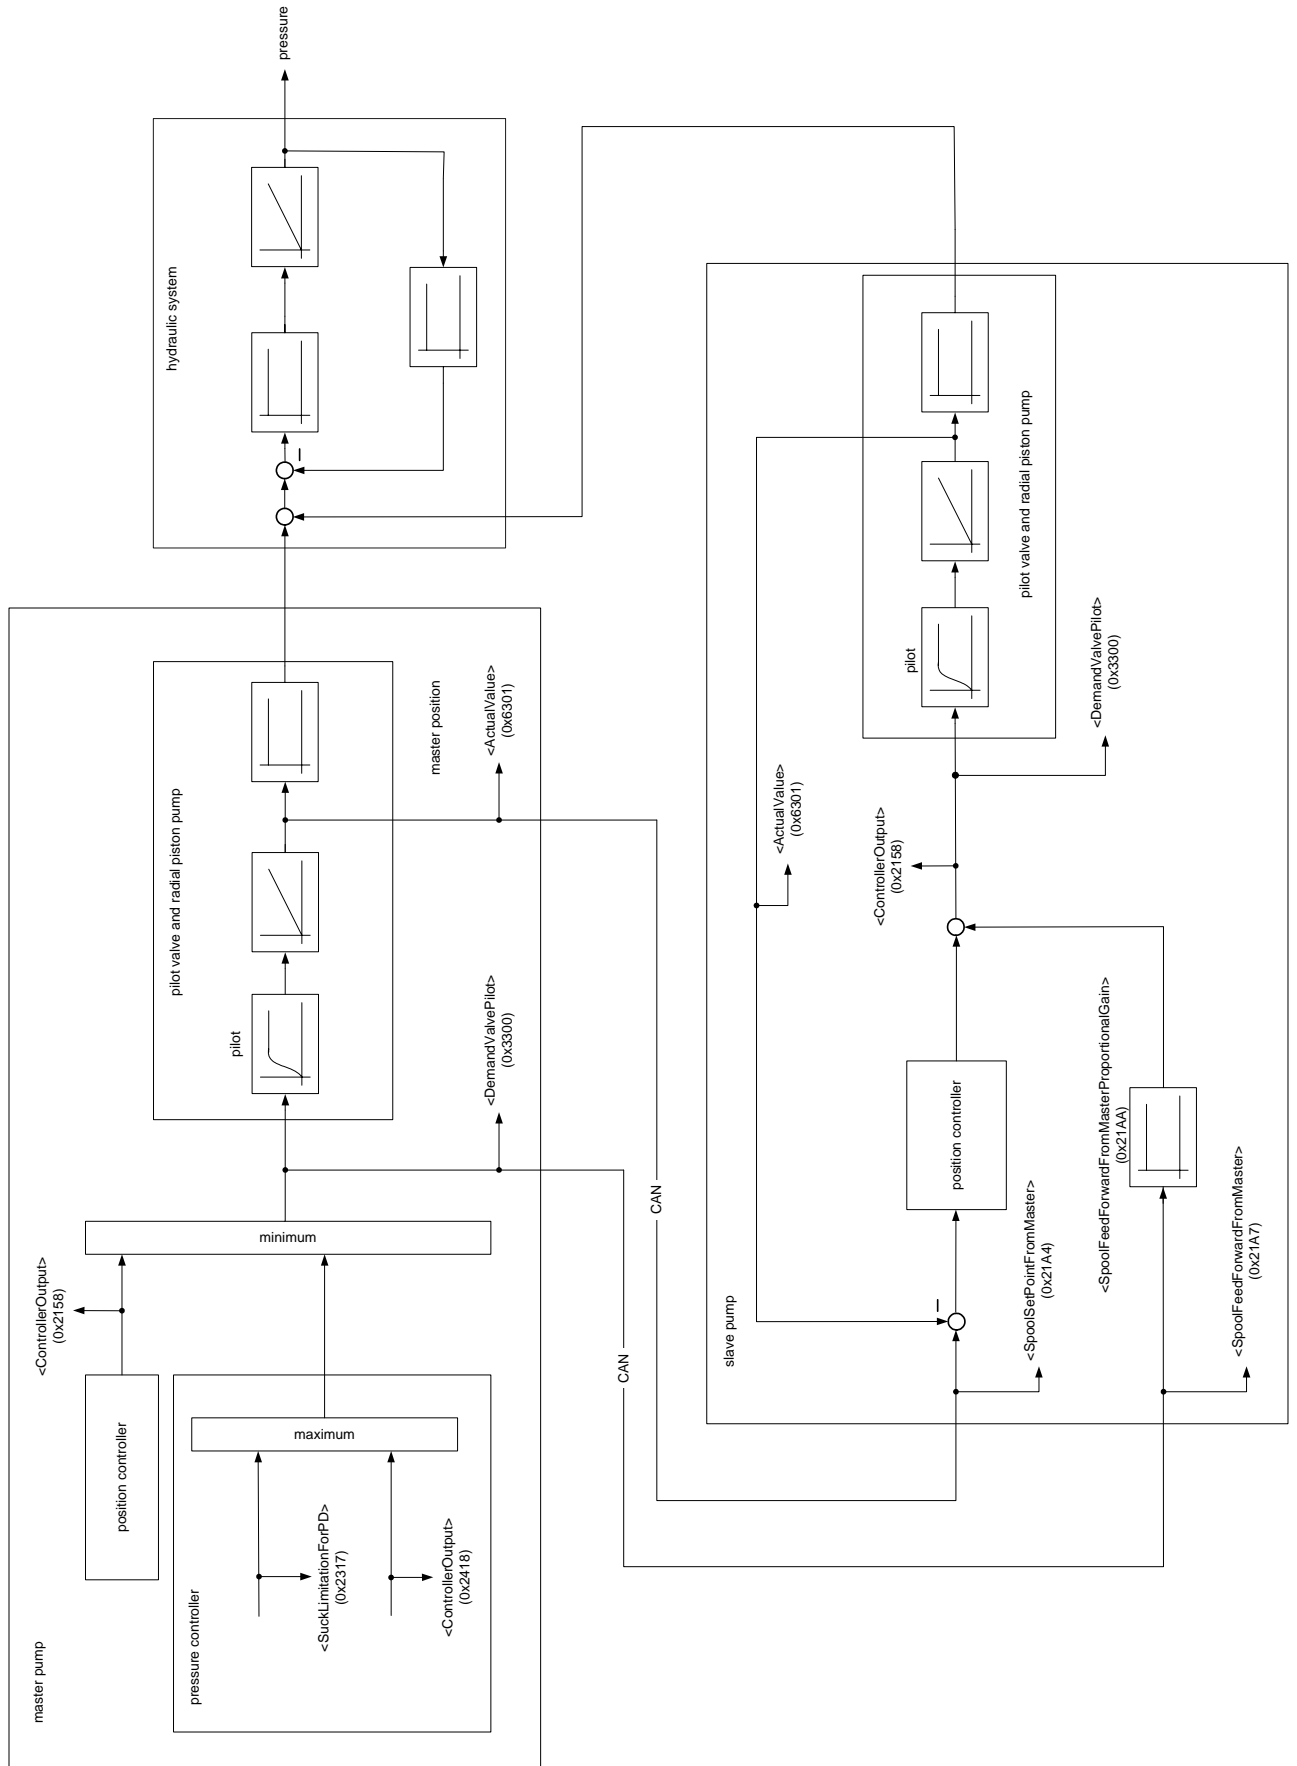 master pump
position controller
<ControllerOutput>
(0x2158)
pressure controller
<SuckLimitationForPD>
(0x2317)
<ControllerOutput>
(0x2418)
maximum
minimum
<DemandValvePilot>
(0x3300)
pilot valve and radial piston pump
pilot
master position
<ActualValue>
(0x6301)
hydraulic system
pressure
CAN
CAN
slave pump
<SpoolSetPointFromMaster>
(0x21A4)
<SpoolFeedForwardFromMaster>
(0x21A7)
position controller
<SpoolFeedForwardFromMasterProportionalGain>
(0x21AA)
<ActualValue>
(0x6301)
<ControllerOutput>
(0x2158)
<DemandValvePilot>
(0x3300)
pilot
pilot valve and radial piston pump